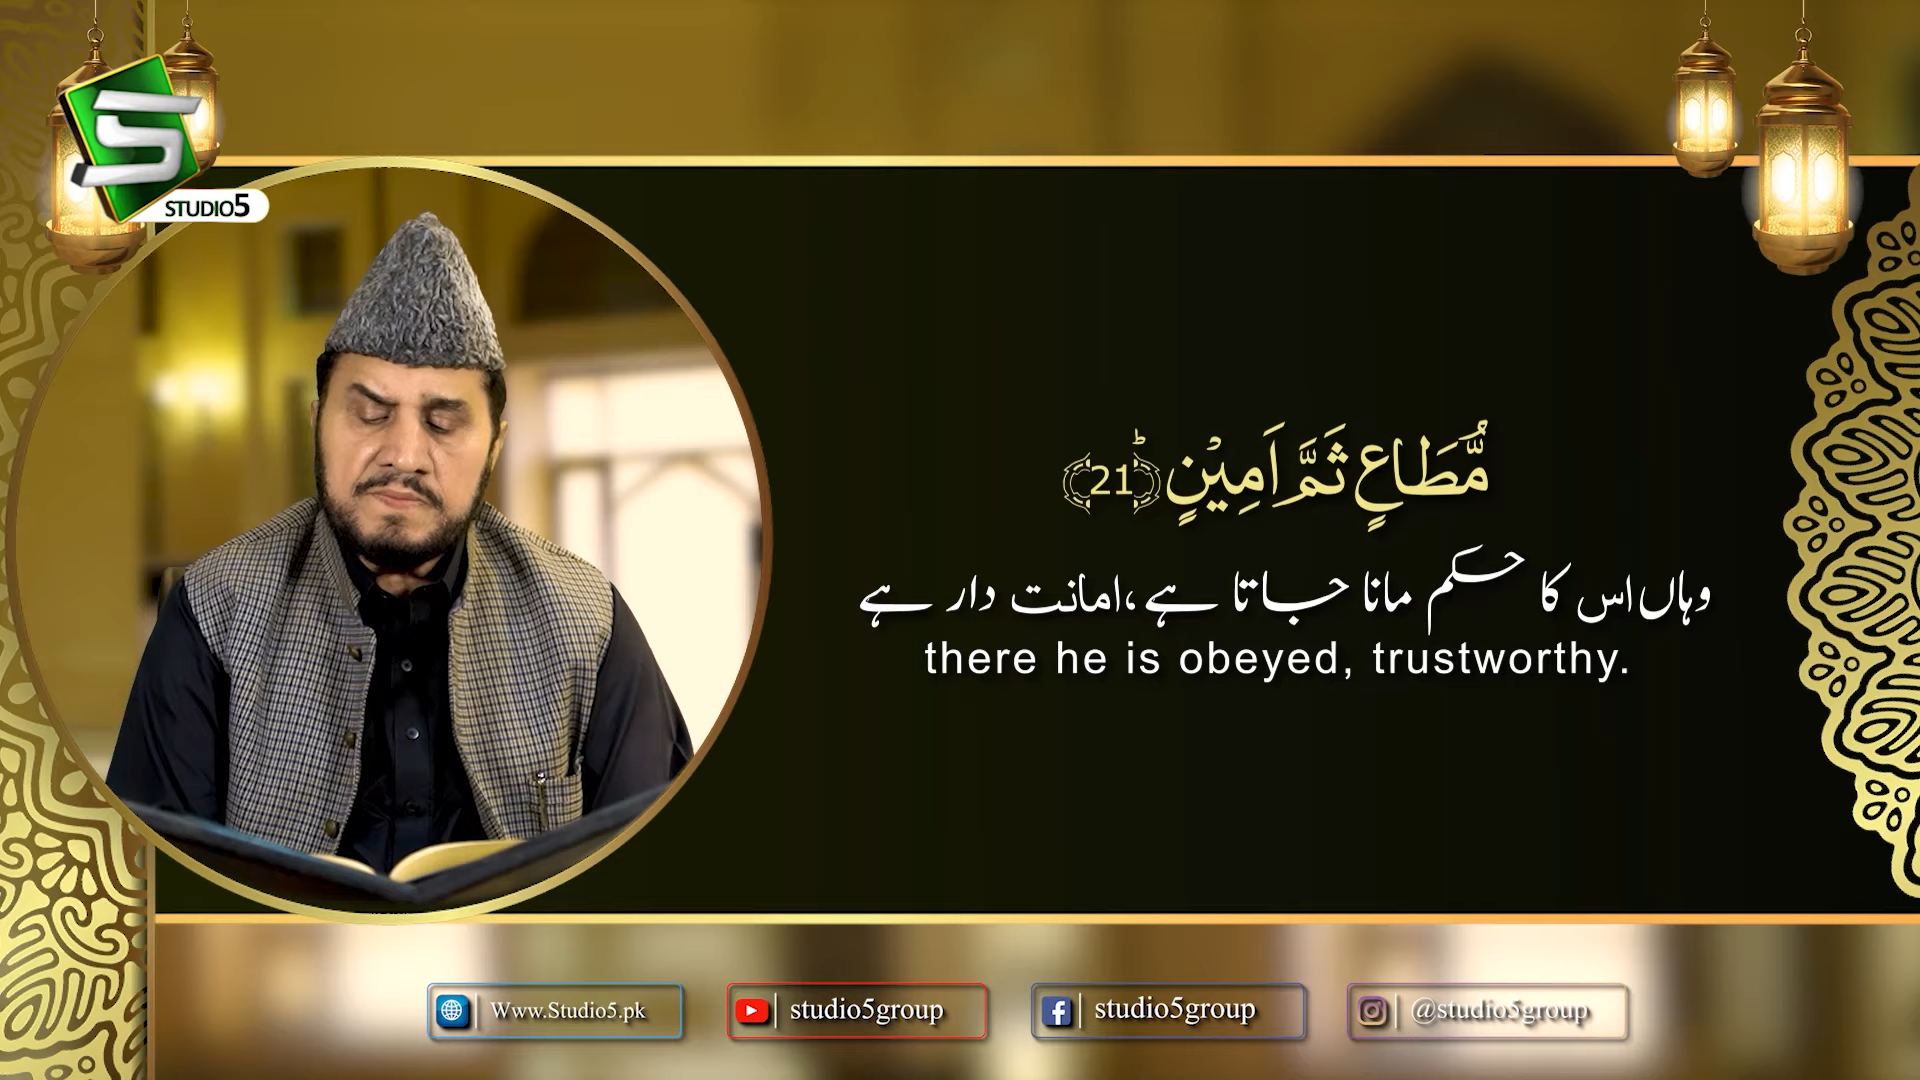 STUDIO5
مُّطَاعٍ ثَمَّ اَمِیْنٍؕ ﴿21﴾
وہاں اس کا حکم مانا جاتا ہے،امانت دار ہے
there he is obeyed, trustworthy.
Www.Studio5.pk
studio5group
studio5group
@studio5group